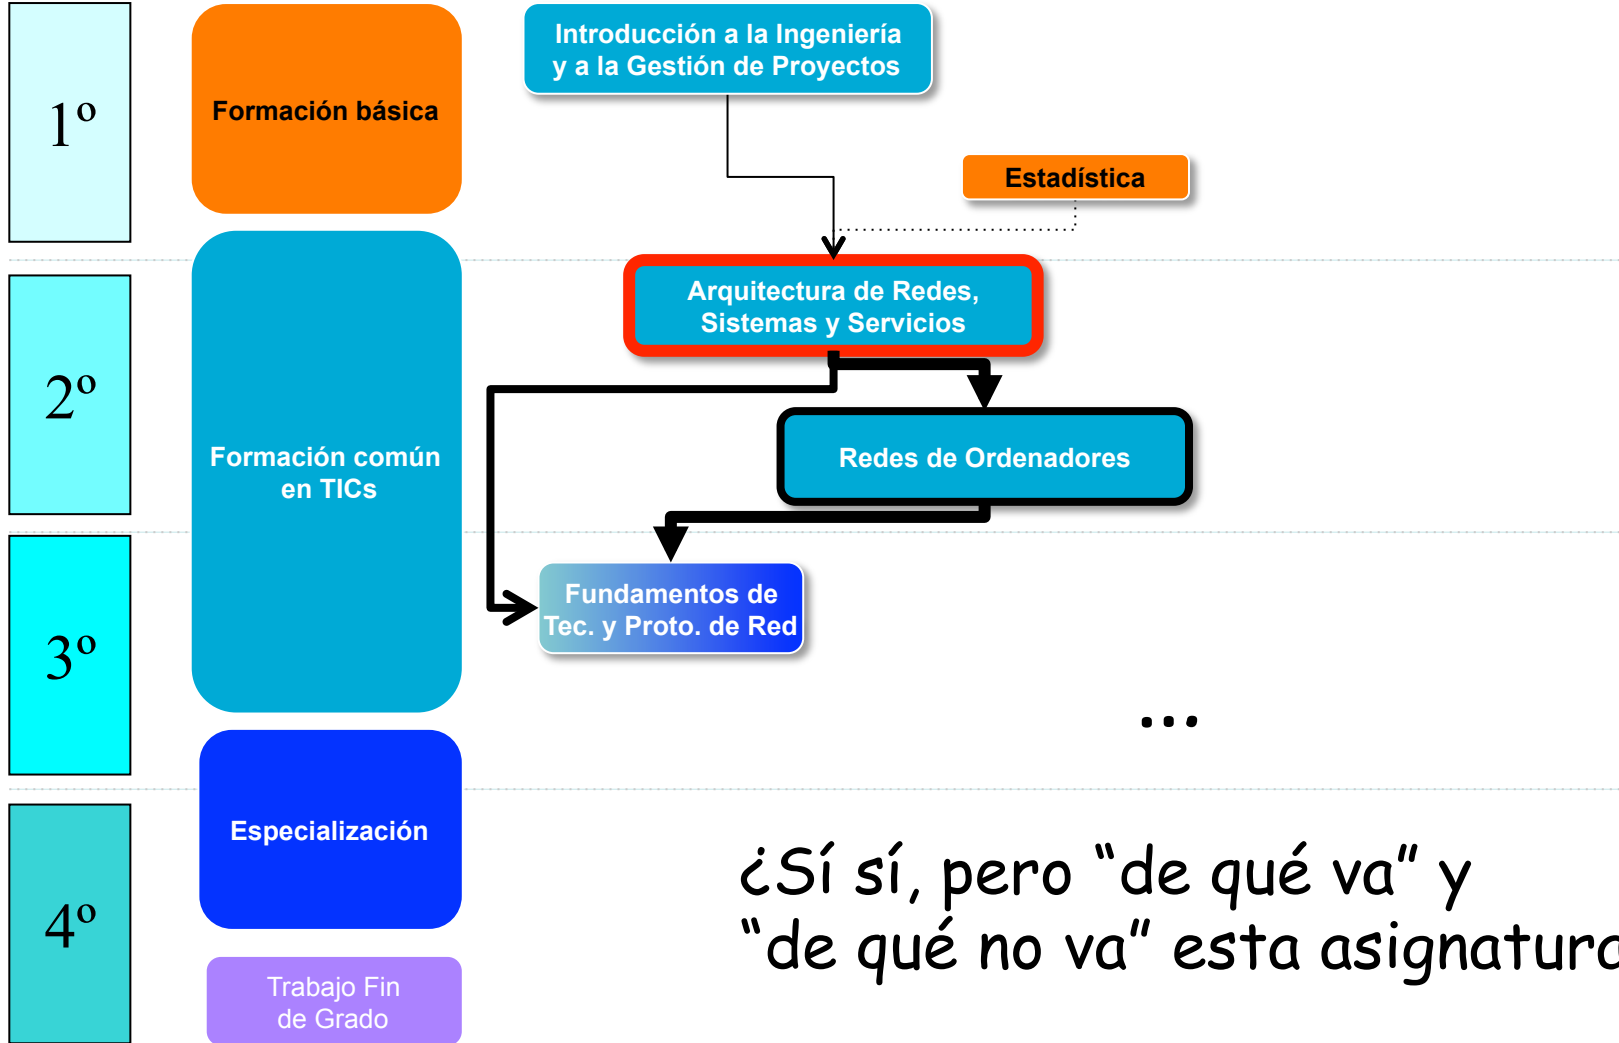 1º
Formación básica
Introducción a la Ingeniería
y a la Gestión de Proyectos
Estadística
2º
Arquitectura de Redes,
Sistemas y Servicios
Redes de Ordenadores
Formación común
en TICs
3º
Fundamentos de
Tec. y Proto. de Red
...
4º
Especialización
¿Sí sí, pero “de qué va” y
“de qué no va” esta asignatura
Trabajo Fin
de Grado